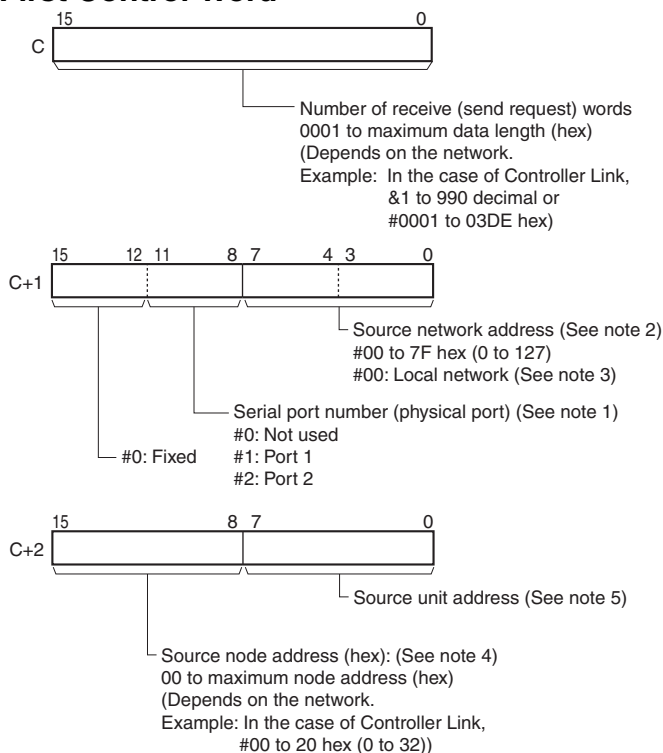 15 0
C
Number of receive (send request) words
0001 to maximum data length (hex)
(Depends on the network.
Example: In the case of Controller Link,
&1 to 990 decimal or
#0001 to 03DE hex)
15 12 11 8 7 4 3 0
C+1
Source network address (See note 2)
#00 to 7F hex (0 to 127)
#00: Local network (See note 3)
Serial port number (physical port) (See note 1)
#0: Not used
#0: Fixed #1: Port 1
#2: Port 2
15 8 7 0
C+2
Source unit address (See note 5)
Source node address (hex): (See note 4)
00 to maximum node address (hex)
(Depends on the network.
Example: In the case of Controller Link,
#00 to 20 hex (0 to 32))